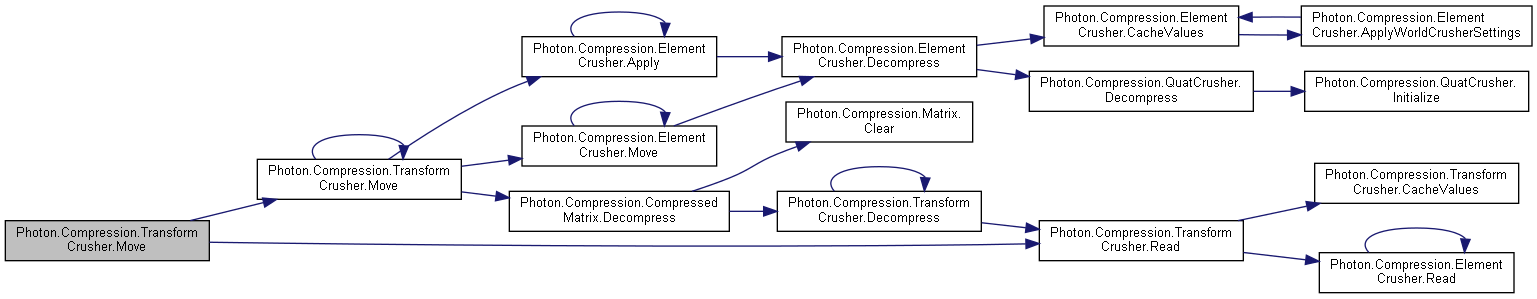 Photon.Compression.Transform
Crusher.Move
Photon.Compression.Transform
Crusher.Move
Photon.Compression.Element
Crusher.Apply
Photon.Compression.Element
Crusher.Move
Photon.Compression.Compressed
Matrix.Decompress
Photon.Compression.Element
Crusher.Decompress
Photon.Compression.Matrix.
Clear
Photon.Compression.Transform
Crusher.Decompress
Photon.Compression.Element
Crusher.CacheValues
Photon.Compression.QuatCrusher.
Decompress
Photon.Compression.Transform
Crusher.Read
Photon.Compression.Element
Crusher.ApplyWorldCrusherSettings
Photon.Compression.QuatCrusher.
Initialize
Photon.Compression.Transform
Crusher.CacheValues
Photon.Compression.Element
Crusher.Read